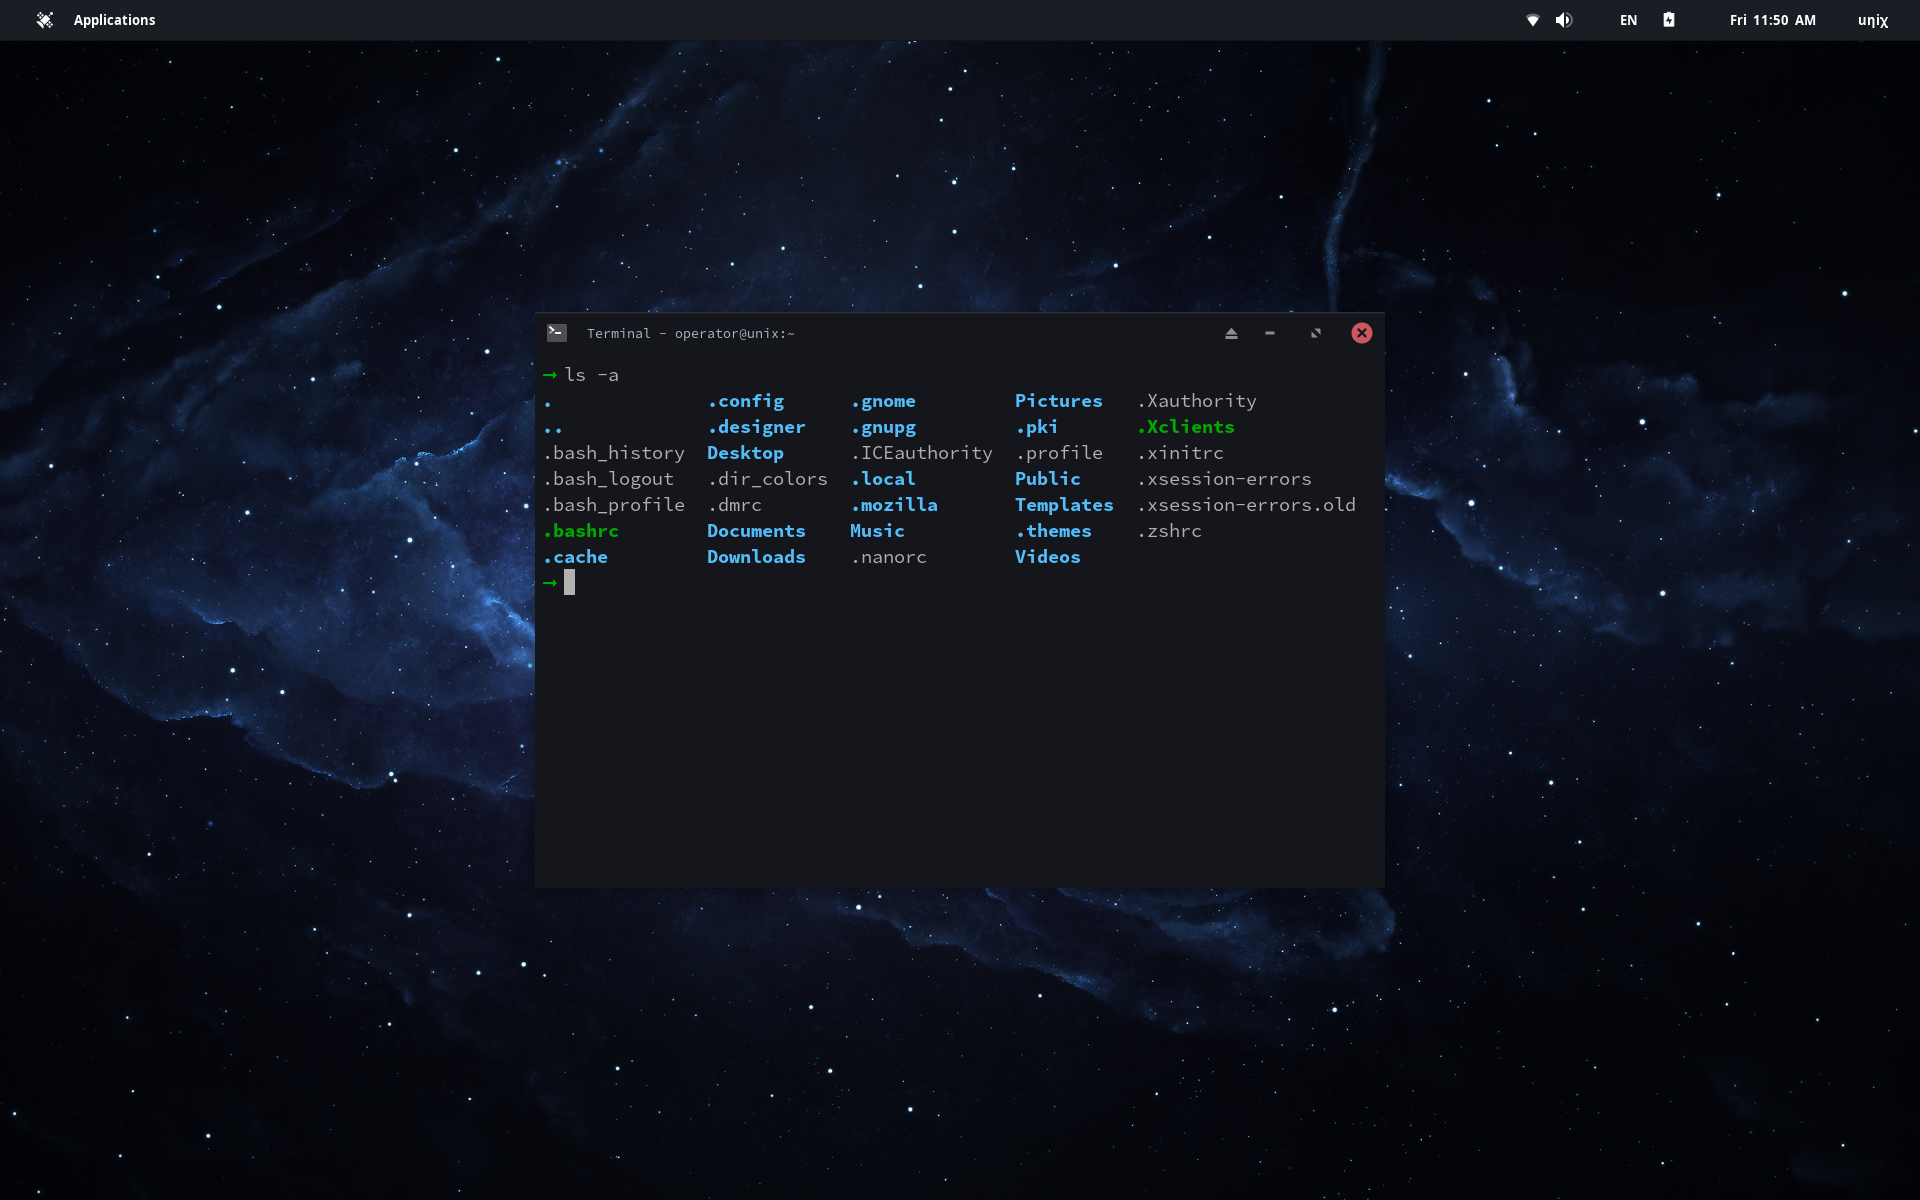 Applications EN Fri 11:50 AM uηiχ
Terminal - operator@unix:~
→ ls -a
. .config .gnome Pictures .Xauthority
.. .designer .gnupg .pki .Xclients
.bash_history Desktop .ICEauthority .profile .xinitrc
.bash_logout .dir_colors .local Public .xsession-errors
.bash_profile .dmrc .mozilla Templates .xsession-errors.old
.bashrc Documents Music .themes .zshrc
.cache Downloads .nanorc Videos
→